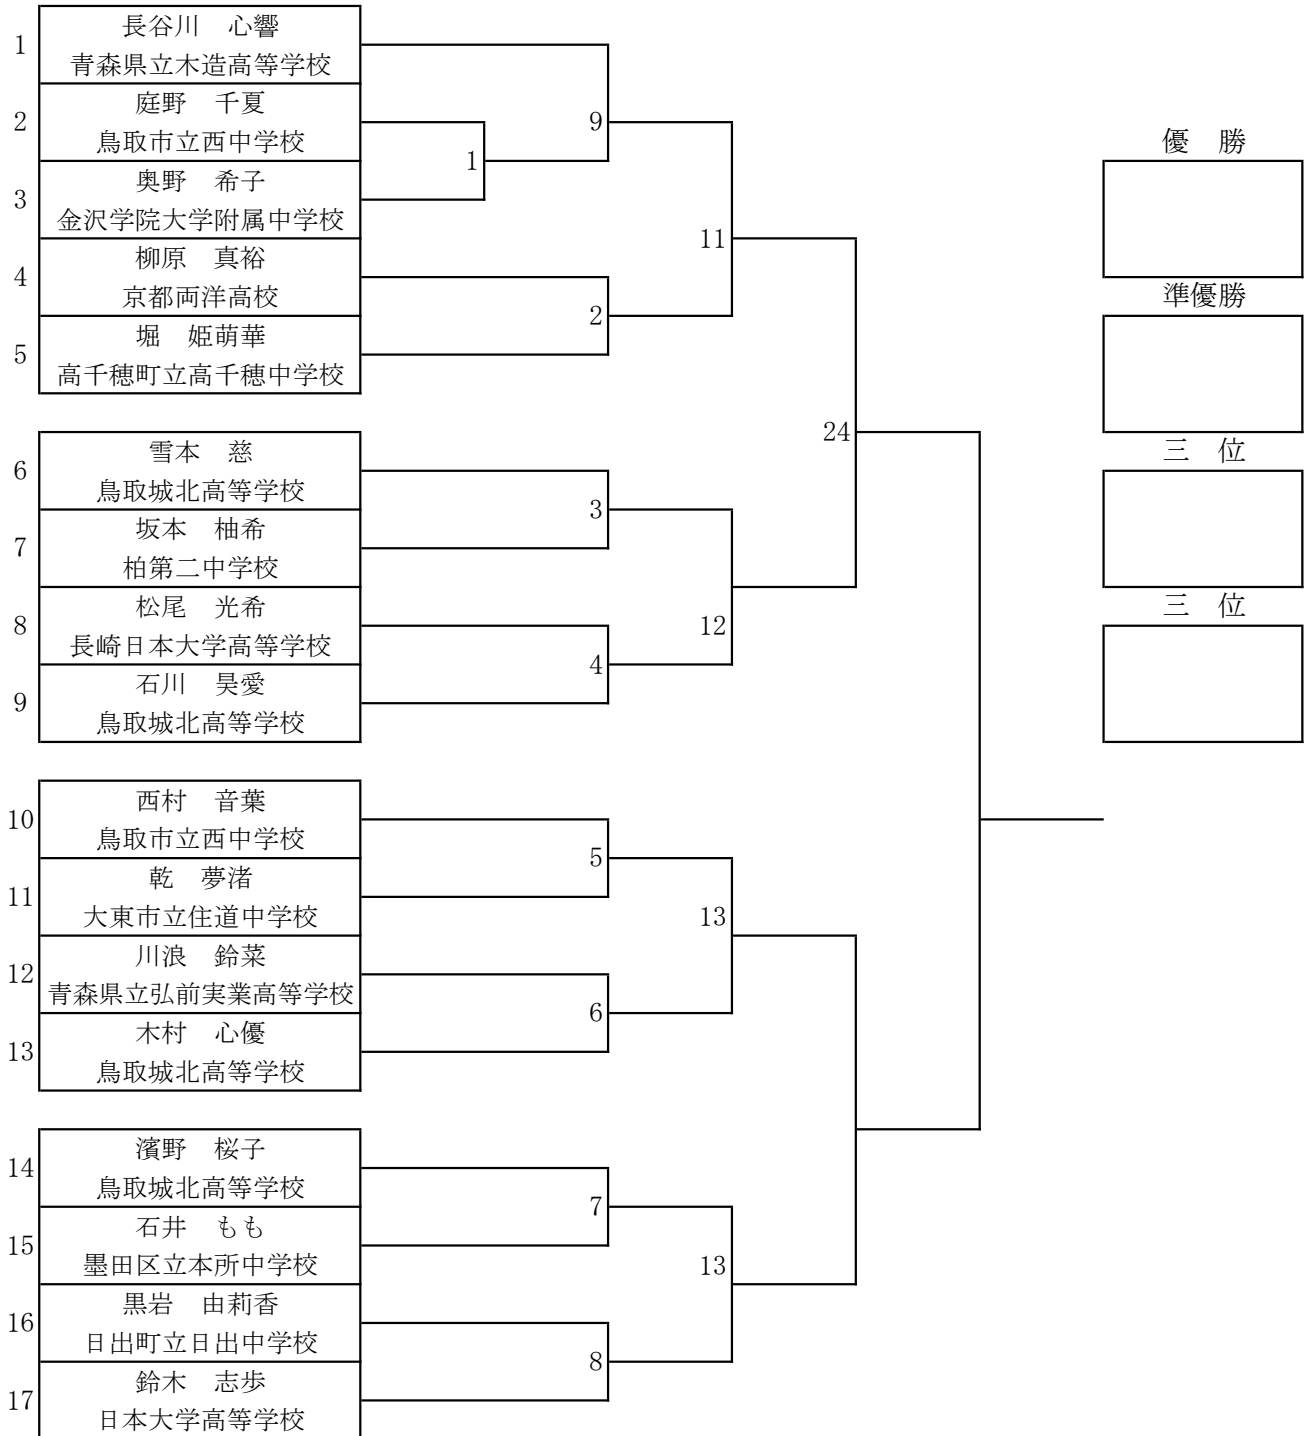 1
長谷川　心響
青森県立木造高等学校
2
庭野　千夏
鳥取市立西中学校
3
奥野　希子
金沢学院大学附属中学校
4
柳原　真裕
京都両洋高校
5
堀　姫萌華
高千穂町立高千穂中学校
6
雪本　慈
鳥取城北高等学校
7
坂本　柚希
柏第二中学校
8
松尾　光希
長崎日本大学高等学校
9
石川　昊愛
鳥取城北高等学校
10
西村　音葉
鳥取市立西中学校
11
乾　夢渚
大東市立住道中学校
12
川浪　鈴菜
青森県立弘前実業高等学校
13
木村　心優
鳥取城北高等学校
14
濱野　桜子
鳥取城北高等学校
15
石井　もも
墨田区立本所中学校
16
黒岩　由莉香
日出町立日出中学校
17
鈴木　志歩
日本大学高等学校
1
9
2
3
4
5
6
7
8
11
12
13
13
24
優　勝
準優勝
三　位
三　位